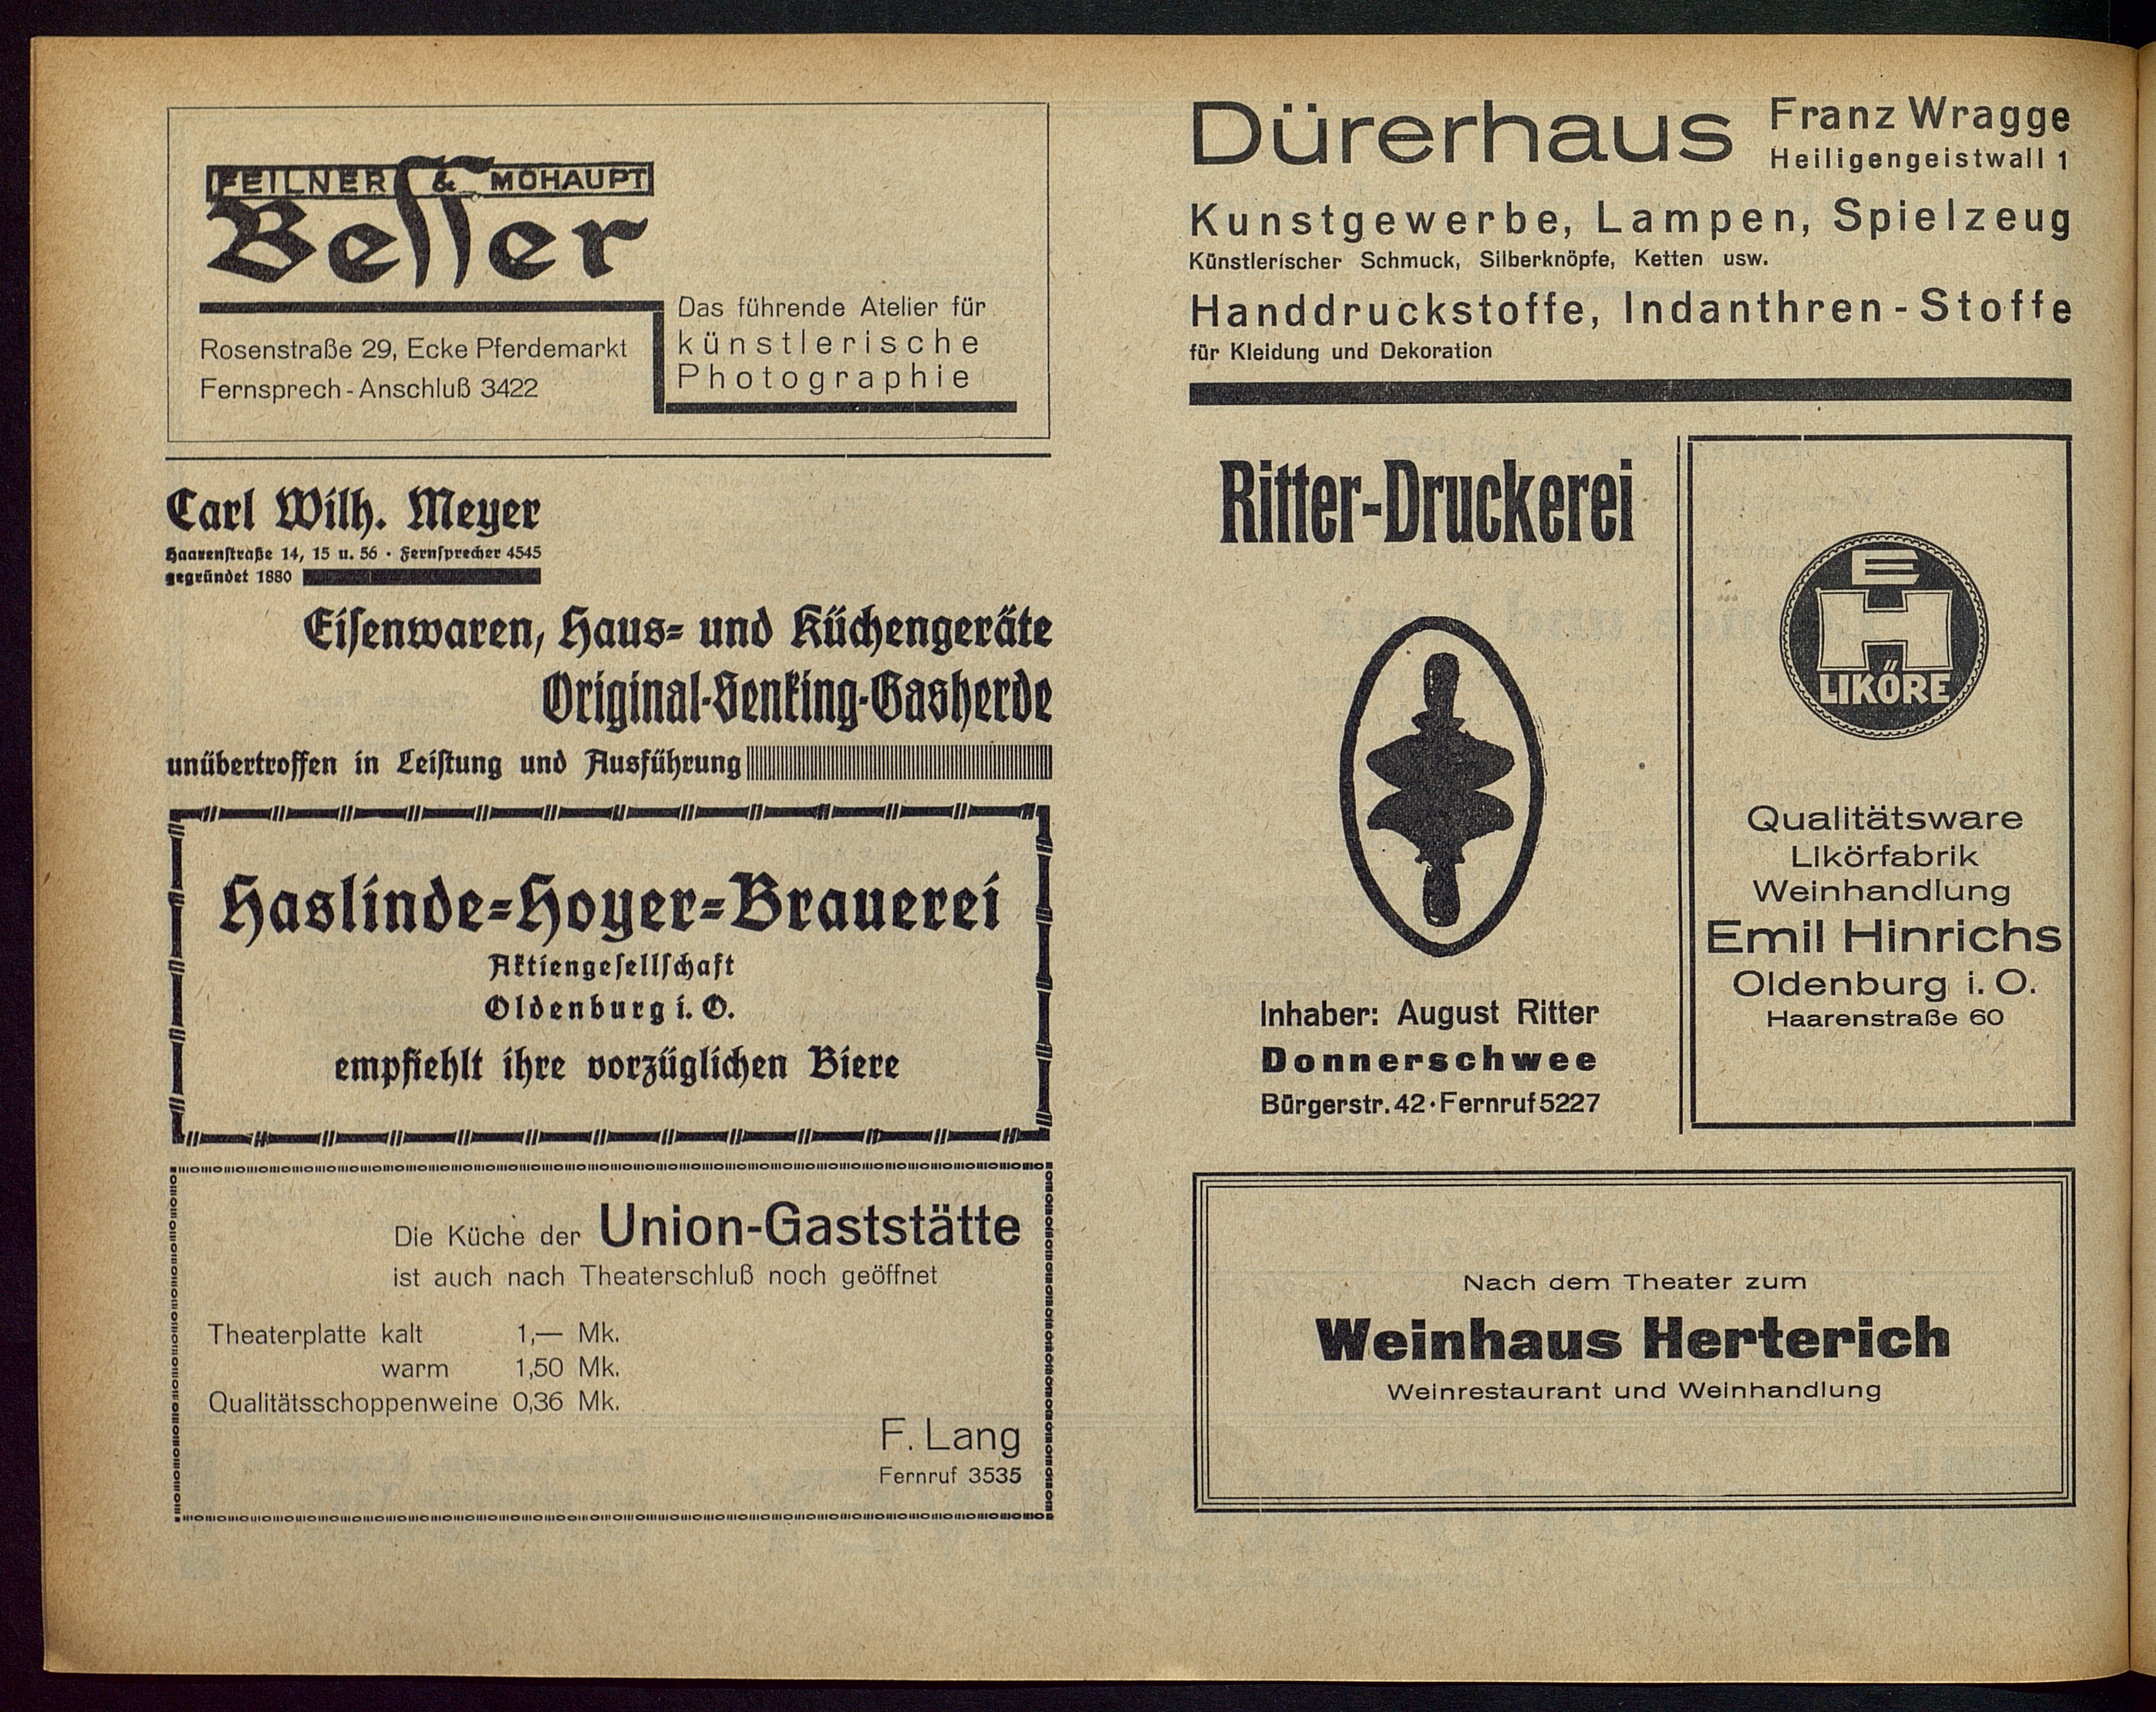 FEILNER & MOHAUPT
Besser
Rosenstraße 29, Ecke Pferdemarkt
Fernsprech-Anschluß 3422
Das führende Atelier für
künstlerische
Photographie
Carl Wilh. Meyer
Haarenstraße 14, 15 u. 56 · Fernsprecher 4545
gegründet 1880
Eisenwaren, Haus- und Küchengeräte
Original-Senking-Gasherde
unübertroffen in Leistung und Ausführung
Haslinde-Hoyer-Brauerei
Aktiengesellschaft
Oldenburg i. O.
empfiehlt ihre vorzüglichen Biere
Die Küche der Union-Gaststätte
ist auch nach Theaterschluß noch geöffnet
Theaterplatte kalt 1,— Mk.
warm 1,50 Mk.
Qualitätsschoppenweine 0,36 Mk.
F. Lang
Fernruf 3535
Dürerhaus Franz Wragge
Heiligengeistwall 1
Kunstgewerbe, Lampen, Spielzeug
Künstlerischer Schmuck, Silberknöpfe, Ketten usw.
Handdruckstoffe, Indanthren-Stoffe
für Kleidung und Dekoration
Ritter-Druckerei
Inhaber: August Ritter
Donnerschwee
Bürgerstr. 42 · Fernruf 5227
E
H
LIKÖRE
Qualitätsware
Likörfabrik
Weinhandlung
Emil Hinrichs
Oldenburg i. O.
Haarenstraße 60
Nach dem Theater zum
Weinhaus Herterich
Weinrestaurant und Weinhandlung